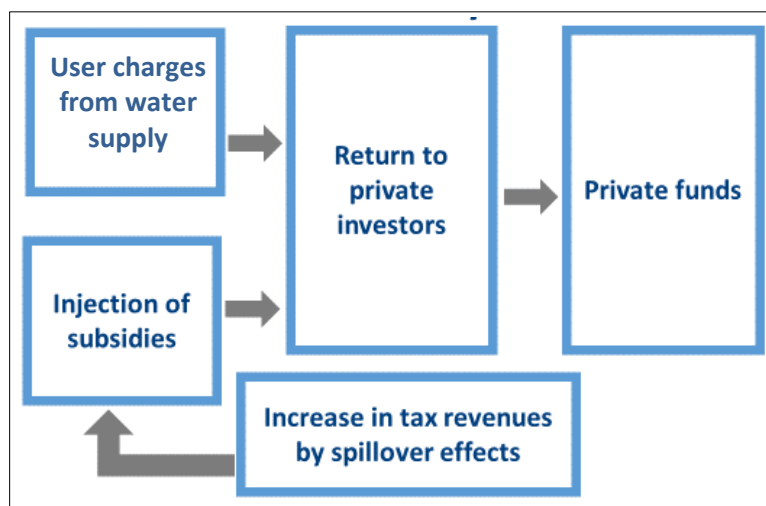 User charges
from water
supply
Return to
private
investors
Private funds
Injection of
subsidies
Increase in tax revenues
by spillover effects